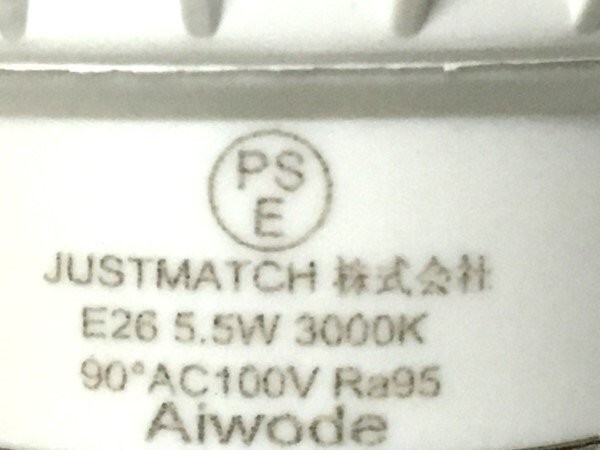 PS
E
JUSTMATCH 株式会社
E26 5.5W 3000K
90°AC100V Ra95
Aiwode